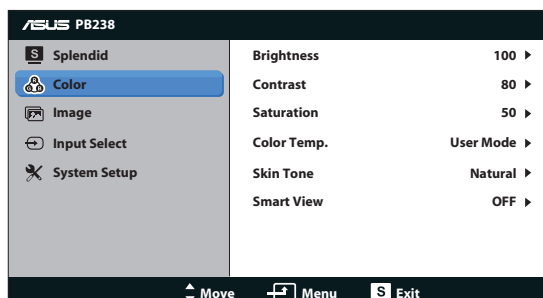 ASUS PB238
S Splendid
Color
Image
Input Select
System Setup
Brightness 100
Contrast 80
Saturation 50
Color Temp. User Mode
Skin Tone Natural
Smart View OFF
Move Menu S Exit